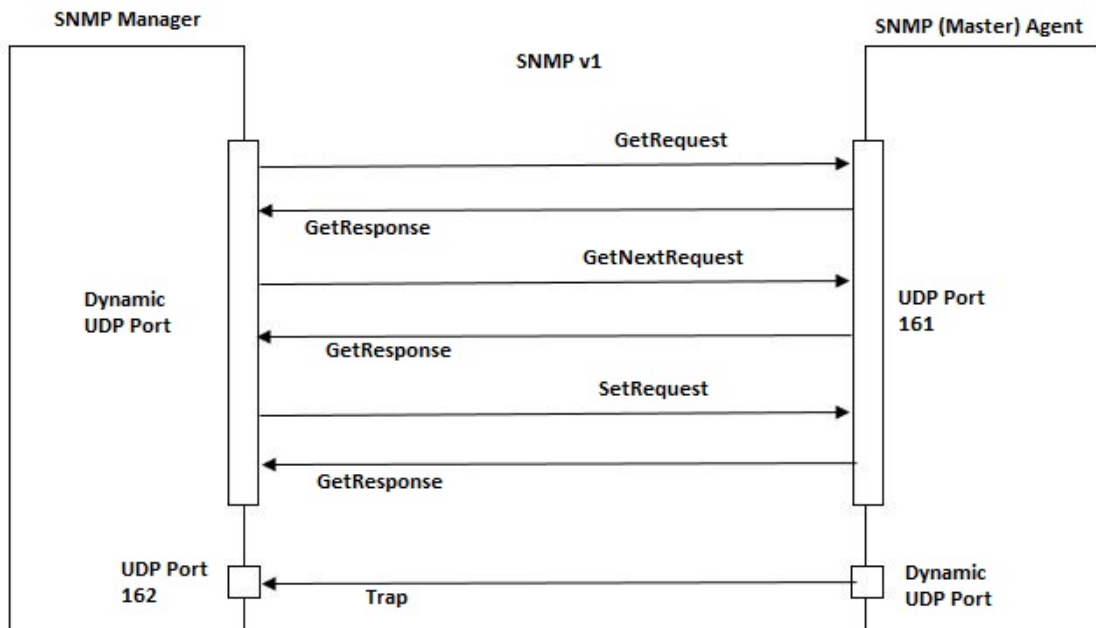 SNMP Manager
SNMP (Master) Agent
SNMP v1
GetRequest
GetResponse
GetNextRequest
Dynamic
UDP Port
UDP Port
161
GetResponse
SetRequest
GetResponse
UDP Port
162
Trap
Dynamic
UDP Port